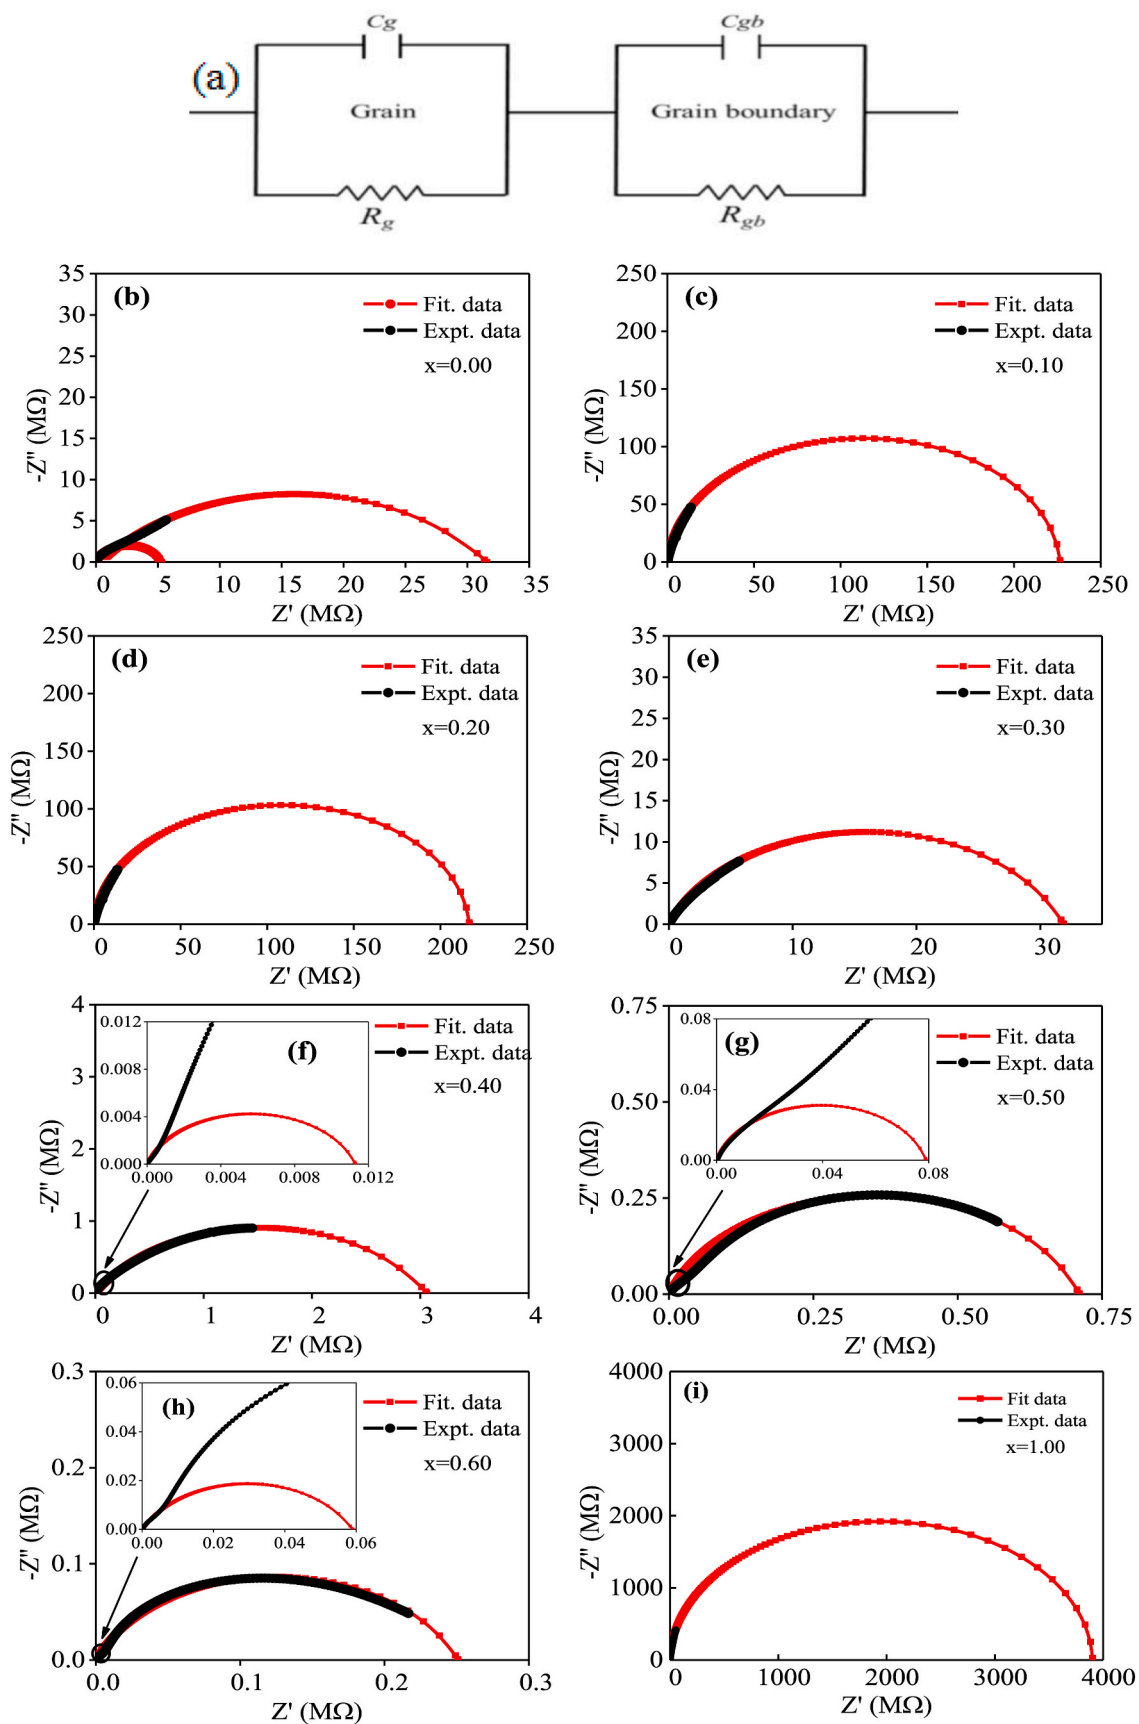 (a)
Cg
Cgb
Grain
Grain boundary
Rg
Rgb
(b)
Fit. data
Expt. data
x=0.00
35
30
25
20
15
10
5
0
-Z'' (MΩ)
0 5 10 15 20 25 30 35
Z' (MΩ)
(c)
Fit. data
Expt. data
x=0.10
250
200
150
100
50
0
-Z'' (MΩ)
0 50 100 150 200 250
Z' (MΩ)
(d)
Fit. data
Expt. data
x=0.20
250
200
150
100
50
0
-Z'' (MΩ)
0 50 100 150 200 250
Z' (MΩ)
(e)
Fit. data
Expt. data
x=0.30
35
30
25
20
15
10
5
0
-Z'' (MΩ)
0 10 20 30
Z' (MΩ)
(f)
Fit. data
Expt. data
x=0.40
4
3
2
1
0
-Z'' (MΩ)
0.012
0.008
0.004
0.000
0.000 0.004 0.008 0.012
0 1 2 3 4
Z' (MΩ)
(g)
Fit. data
Expt. data
x=0.50
0.75
0.50
0.25
0.00
-Z'' (MΩ)
0.08
0.04
0.00
0.00 0.04 0.08
0.00 0.25 0.50 0.75
Z' (MΩ)
(h)
Fit. data
Expt. data
x=0.60
0.3
0.2
0.1
0.0
-Z'' (MΩ)
0.06
0.04
0.02
0.00
0.00 0.02 0.04 0.06
0.0 0.1 0.2 0.3
Z' (MΩ)
(i)
Fit data
Expt. data
x=1.00
4000
3000
2000
1000
0
-Z'' (MΩ)
0 1000 2000 3000 4000
Z' (MΩ)